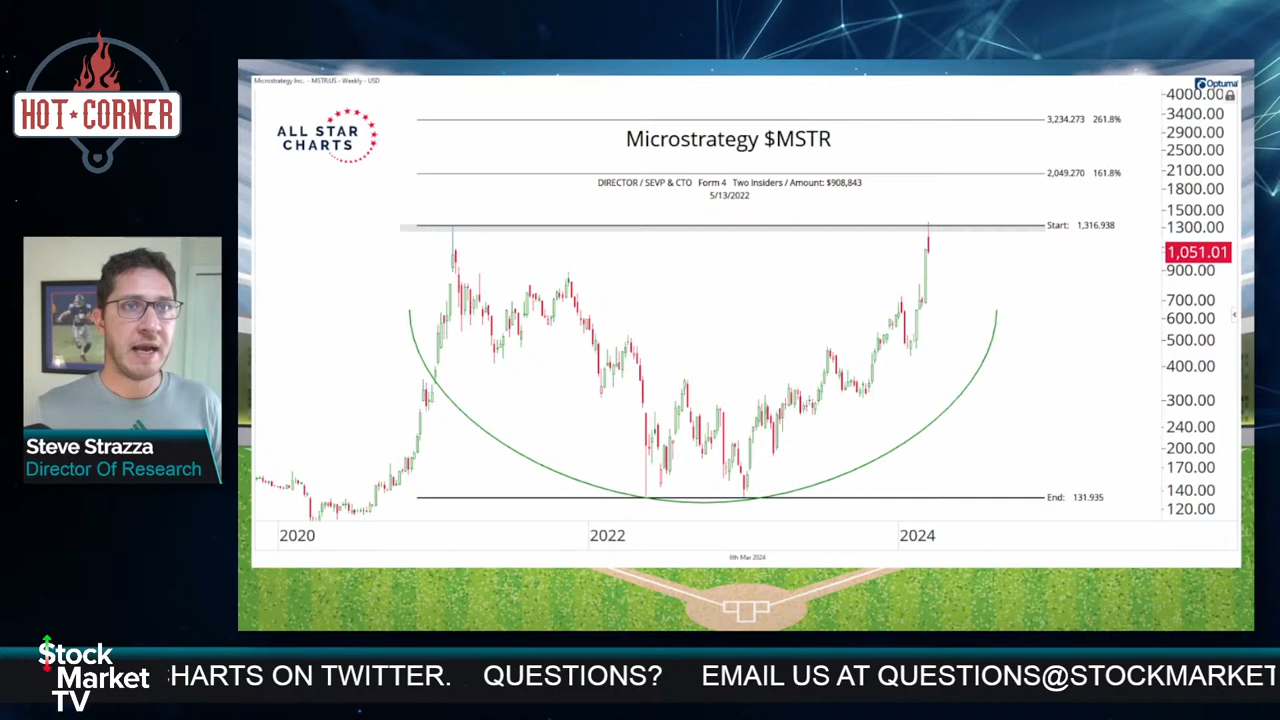 HOT★CORNER
Microstrategy Inc. - MSTR:US - Weekly - USD
Optuma
ALL STAR
CHARTS
Microstrategy $MSTR
DIRECTOR / SEVP & CTO Form 4 Two Insiders / Amount: $908,843
5/13/2022
3,234.273 261.8%
2,049.270 161.8%
Start: 1,316.938
End: 131.935
4000.00
3400.00
2900.00
2500.00
2100.00
1800.00
1500.00
1300.00
1,051.01
900.00
700.00
600.00
500.00
400.00
300.00
240.00
200.00
170.00
140.00
120.00
2020
2022
2024
6th Mar 2024
Steve Strazza
Director Of Research
Stock
Market
TV
CHARTS ON TWITTER. QUESTIONS? EMAIL US AT QUESTIONS@STOCKMARKET